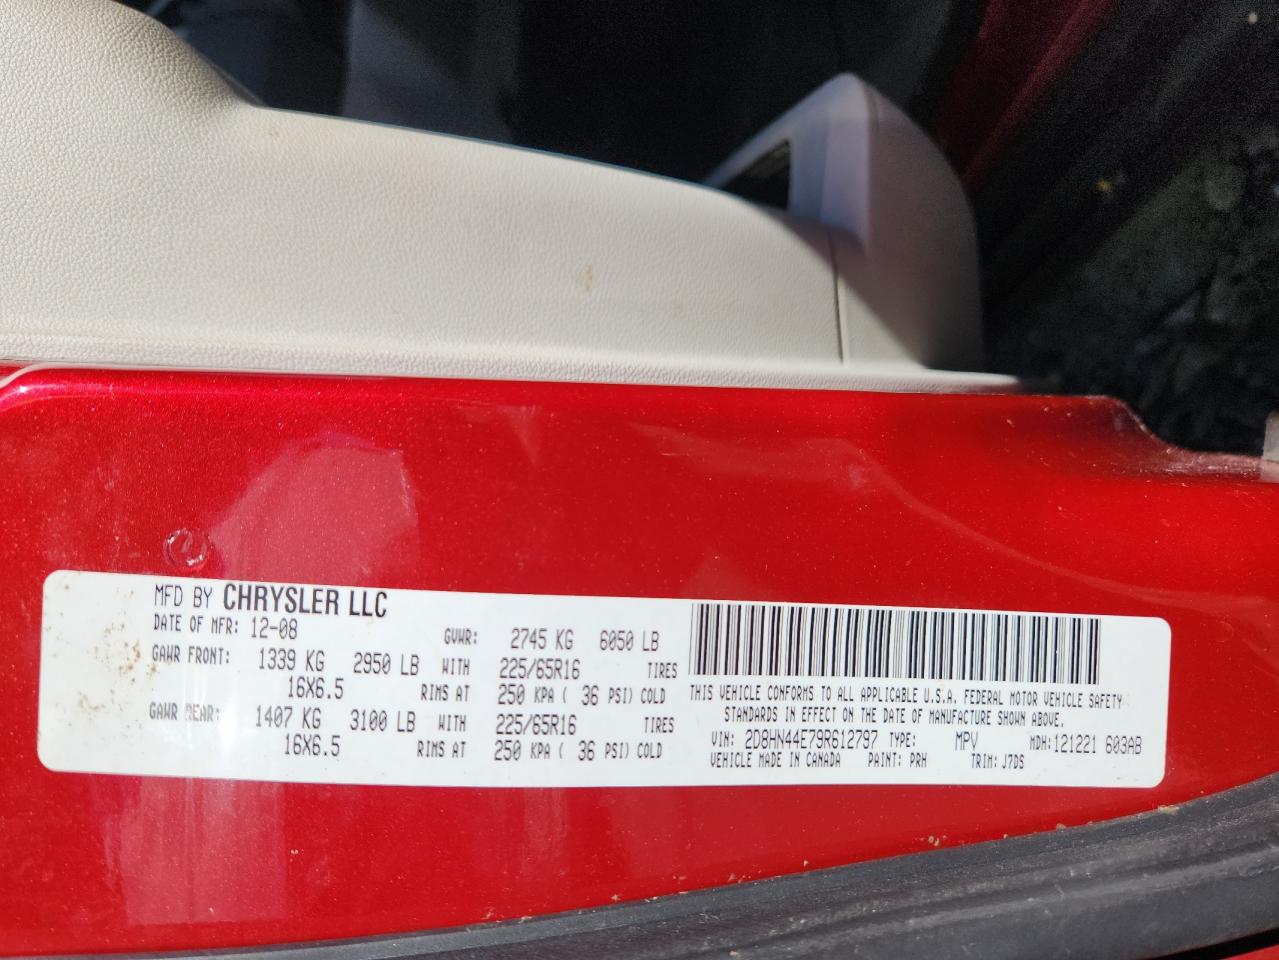 MFD BY CHRYSLER LLC
DATE OF MFR: 12-08 GVWR: 2745 KG 6050 LB
GAWR FRONT: 1339 KG 2950 LB WITH 225/65R16 TIRES
16X6.5 RIMS AT 250 KPA ( 36 PSI) COLD
GAWR REAR: 1407 KG 3100 LB WITH 225/65R16 TIRES
16X6.5 RIMS AT 250 KPA ( 36 PSI) COLD
THIS VEHICLE CONFORMS TO ALL APPLICABLE U.S.A. FEDERAL MOTOR VEHICLE SAFETY
STANDARDS IN EFFECT ON THE DATE OF MANUFACTURE SHOWN ABOVE.
VIN: 2D8HN44E79R612797 TYPE: MPV MDH:121221 603AB
VEHICLE MADE IN CANADA PAINT: PRH TRIM: J7DS